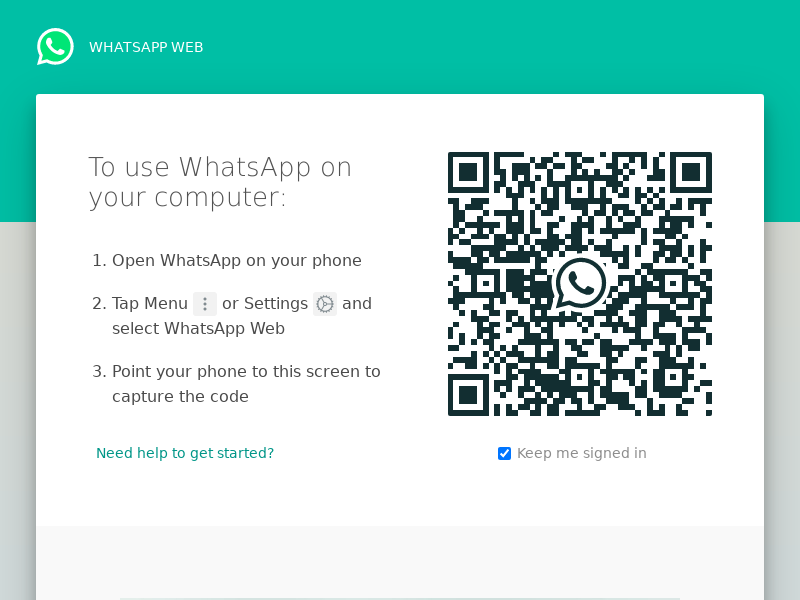 WHATSAPP WEB
To use WhatsApp on
your computer:
1. Open WhatsApp on your phone
2. Tap Menu or Settings and
select WhatsApp Web
3. Point your phone to this screen to
capture the code
Need help to get started?
Keep me signed in